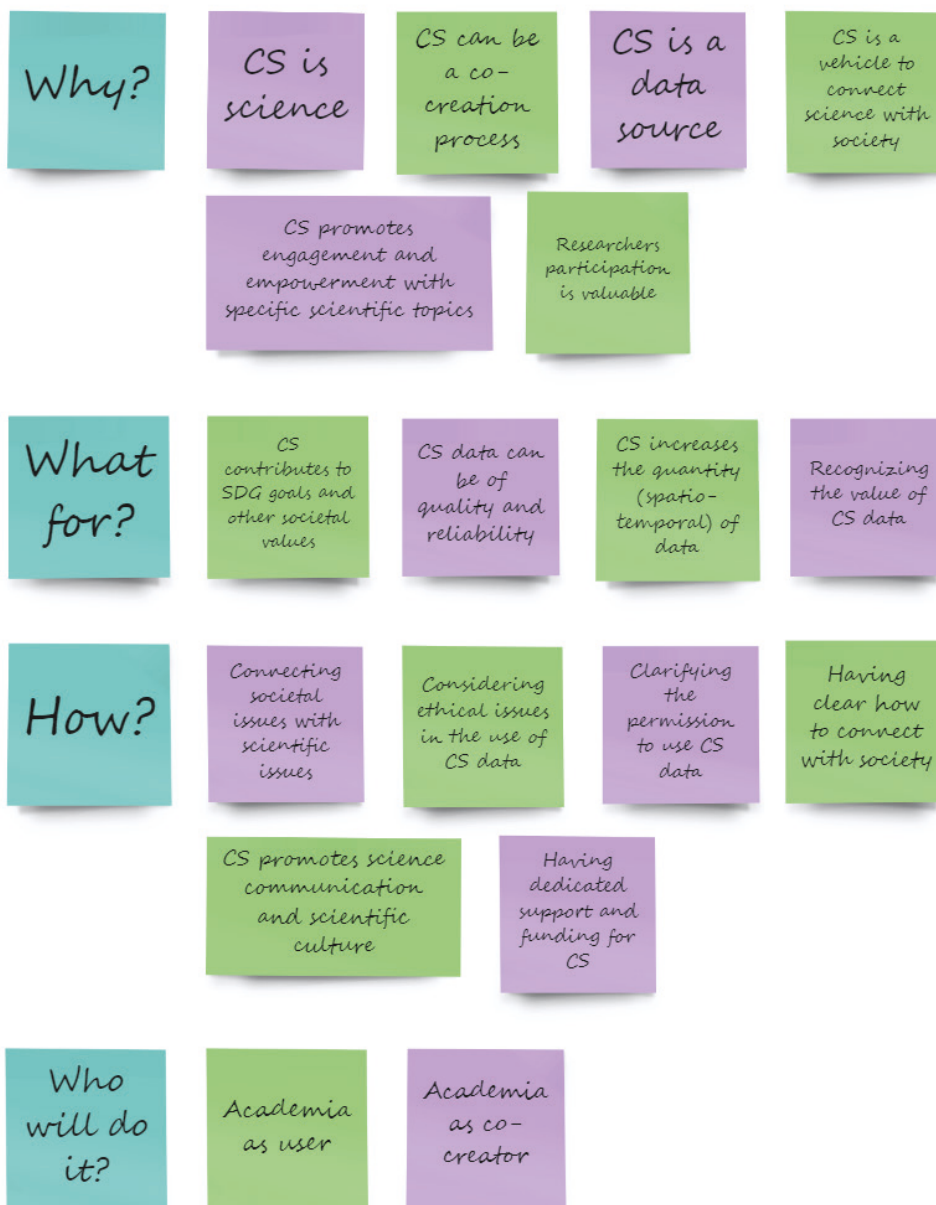 Why?
CS is
science
CS can be
a co-
creation
process
CS is a
data
source
CS is a
vehicle to
connect
science with
society
CS promotes
engagement and
empowerment with
specific scientific topics
Researchers
participation
is valuable
What
for?
CS
contributes to
SDG goals and
other societal
values
CS data can
be of
quality and
reliability
CS increases
the quantity
(spatio-
temporal) of
data
Recognizing
the value of
CS data
How?
Connecting
societal
issues with
scientific
issues
Considering
ethical issues
in the use of
CS data
Clarifying
the
permission
to use CS
data
Having
clear how
to connect
with society
CS promotes science
communication
and scientific
culture
Having
dedicated
support and
funding for
CS
Who
will do
it?
Academia
as user
Academia
as co-
creator